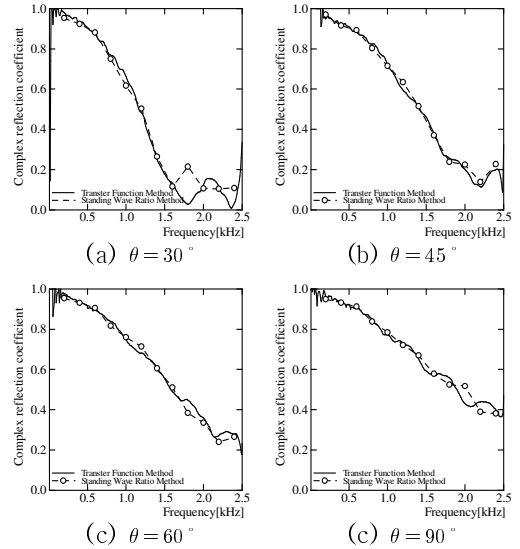 Complex reflection coefficient
1.0
0.8
0.6
0.4
0.2
0.0
Transter Function Method
Standing Wave Ratio Method
0.5 1.0 1.5 2.0 2.5
Frequency[kHz]
(a) θ = 30°
Complex reflection coefficient
1.0
0.8
0.6
0.4
0.2
0.0
Transter Function Method
Standing Wave Ratio Method
0.5 1.0 1.5 2.0 2.5
Frequency[kHz]
(b) θ = 45°
Complex reflection coefficient
1.0
0.8
0.6
0.4
0.2
0.0
Transter Function Method
Standing Wave Ratio Method
0.5 1.0 1.5 2.0 2.5
Frequency[kHz]
(c) θ = 60°
Complex reflection coefficient
1.0
0.8
0.6
0.4
0.2
0.0
Transter Function Method
Standing Wave Ratio Method
0.5 1.0 1.5 2.0 2.5
Frequency[kHz]
(c) θ = 90°